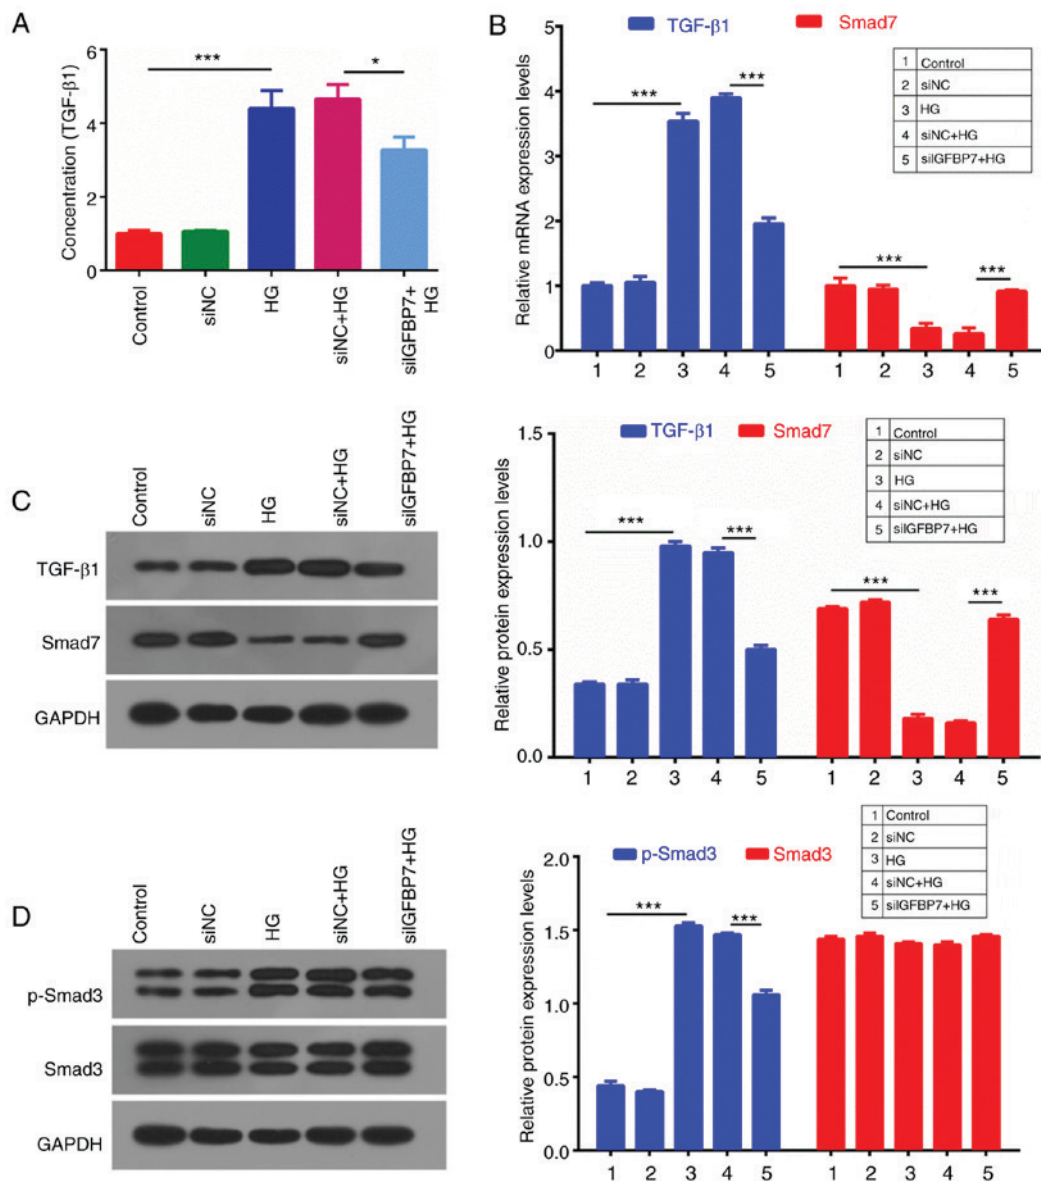 A
Concentration (TGF-β1)
6
4
2
0
***
*
Control
siNC
HG
siNC+HG
siIGFBP7+
HG
B
TGF-β1 Smad7
Relative mRNA expression levels
5
4
3
2
1
0
***
***
***
***
1 Control
2 siNC
3 HG
4 siNC+HG
5 siIGFBP7+HG
1 2 3 4 5 1 2 3 4 5
C
Control
siNC
HG
siNC+HG
siIGFBP7+HG
TGF-β1
Smad7
GAPDH
TGF-β1 Smad7
Relative protein expression levels
1.5
1.0
0.5
0.0
***
***
***
***
1 Control
2 siNC
3 HG
4 siNC+HG
5 siIGFBP7+HG
1 2 3 4 5 1 2 3 4 5
D
Control
siNC
HG
siNC+HG
siIGFBP7+HG
p-Smad3
Smad3
GAPDH
p-Smad3 Smad3
Relative protein expression levels
2.0
1.5
1.0
0.5
0.0
***
***
1 Control
2 siNC
3 HG
4 siNC+HG
5 siIGFBP7+HG
1 2 3 4 5 1 2 3 4 5